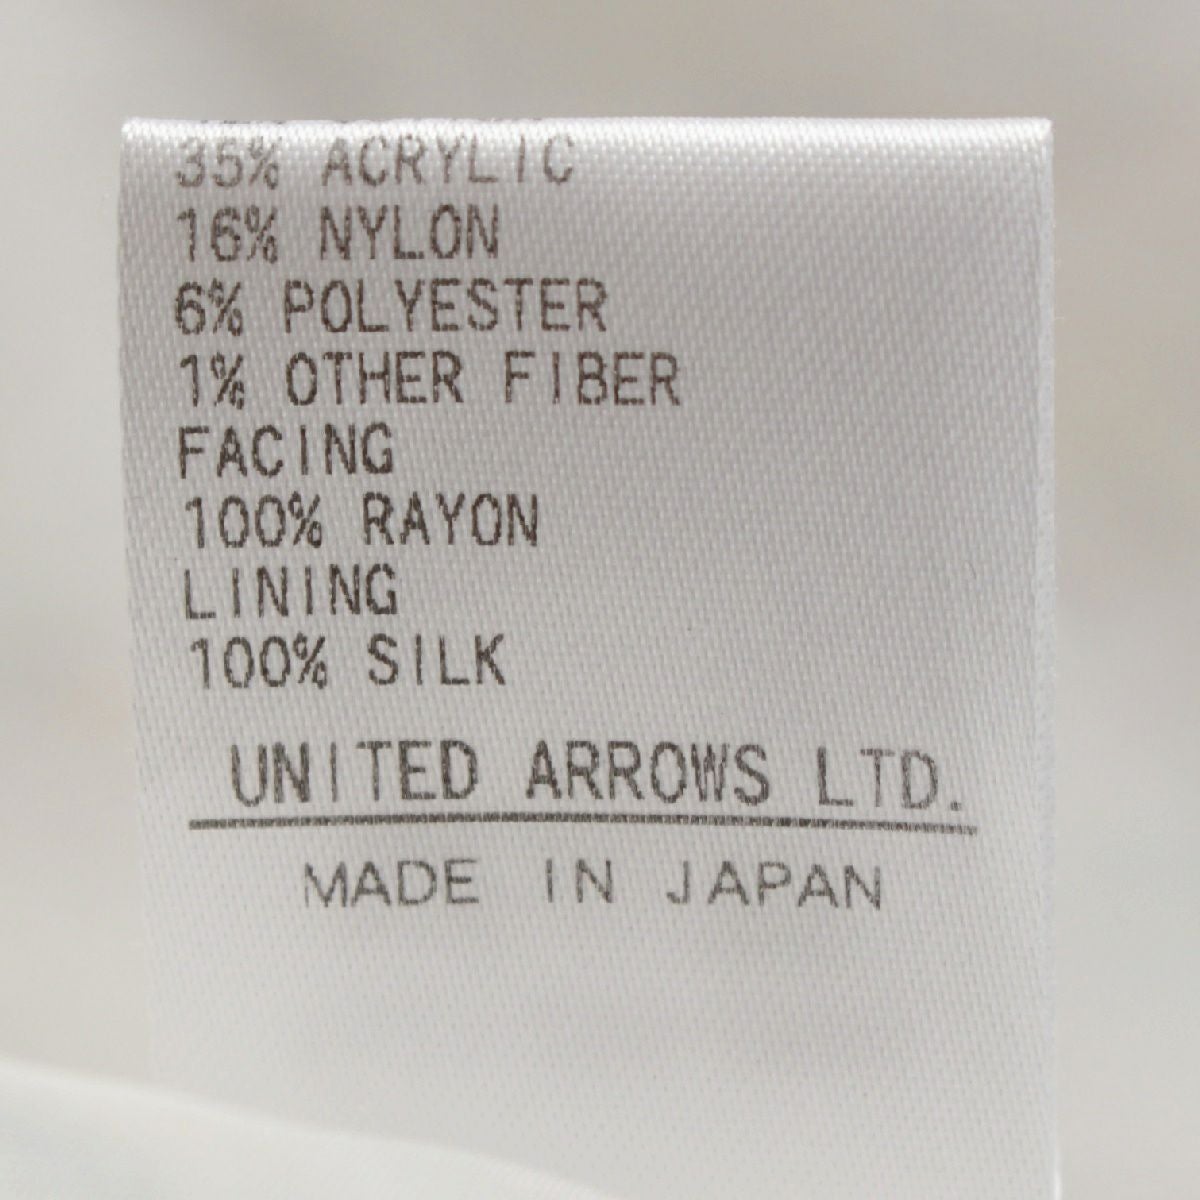 35% ACRYLIC
16% NYLON
6% POLYESTER
1% OTHER FIBER
FACING
100% RAYON
LINING
100% SILK
UNITED ARROWS LTD.
MADE IN JAPAN